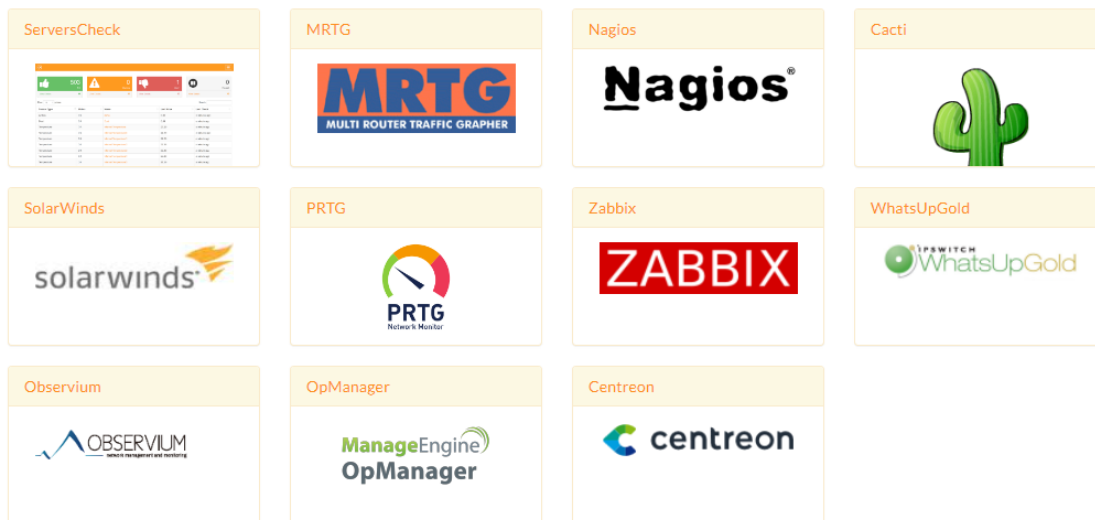 ServersCheck
MRTG
Nagios
Cacti
MRTG
MULTI ROUTER TRAFFIC GRAPHER
Nagios®
SolarWinds
PRTG
Zabbix
WhatsUpGold
solarwinds
PRTG
Network Monitor
ZABBIX
IPSWITCH
WhatsUpGold
Observium
OpManager
Centreon
OBSERVIUM
network management and monitoring
ManageEngine
OpManager
centreon